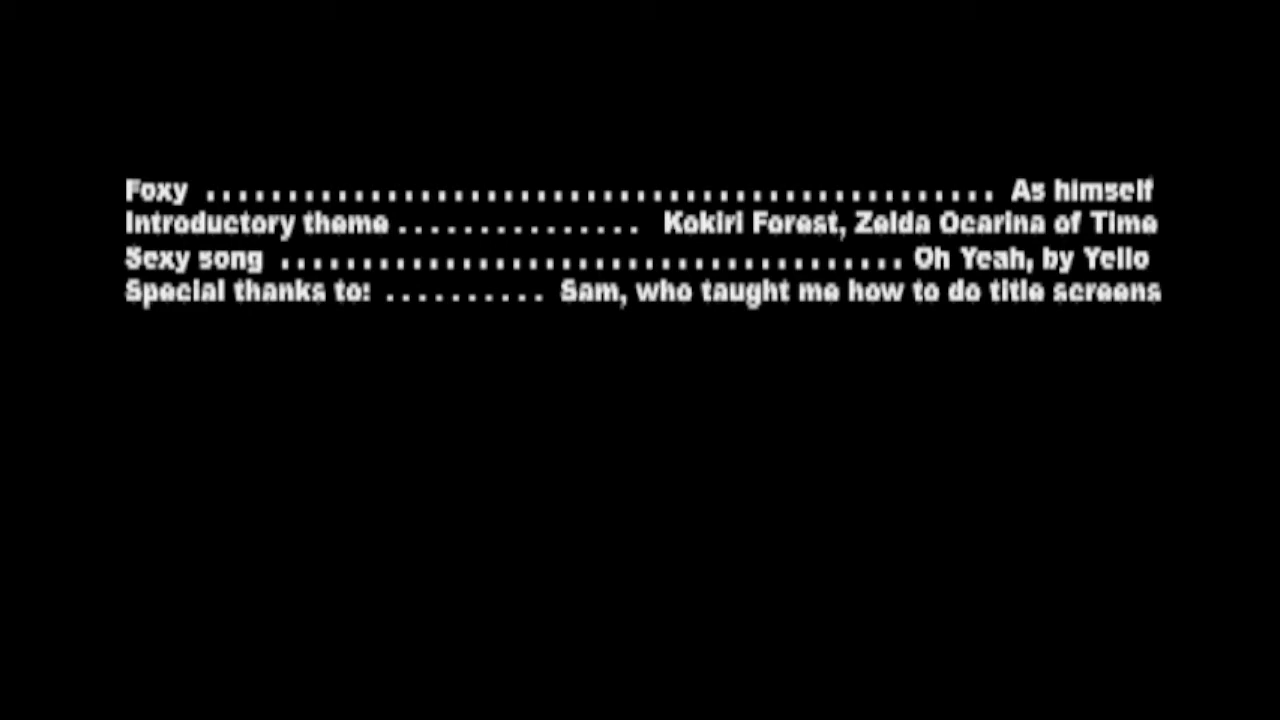 Foxy . . . . . . . . . . . . . . . . . . . . . . . . . . . . . . . . . . . . . . . . . . . . . . . . As himself
Introductory theme . . . . . . . . . . . . . . . Kokiri Forest, Zelda Ocarina of Time
Sexy song . . . . . . . . . . . . . . . . . . . . . . . . . . . . . . . . . . . . . . Oh Yeah, by Yello
Special thanks to: . . . . . . . . . . Sam, who taught me how to do title screens